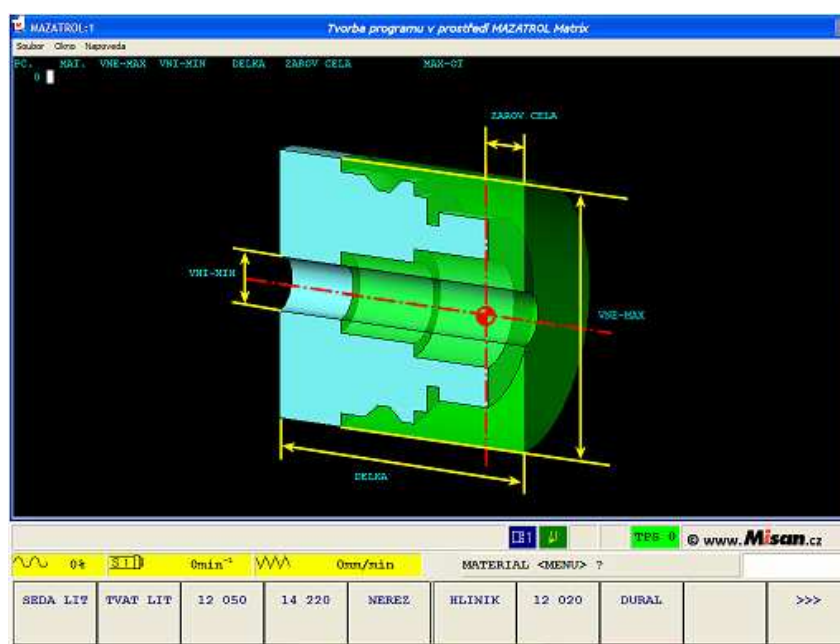 MAZATROL:1 Tvorba programu v prostředí MAZATROL Matrix
Soubor Okno Napoveda
PC. MAT. VNE-MAX VNI-MIN DELKA ZAROV CELA MAX-OT
0
ZAROV CELA
VNI-MIN
VNE-MAX
DELKA
1 µ TPS 0 © www.Misan.cz
0% 0min⁻¹ 0mm/min MATERIAL <MENU> ?
SEDA LIT TVAT LIT 12 050 14 220 NEREZ HLINIK 12 020 DURAL >>>